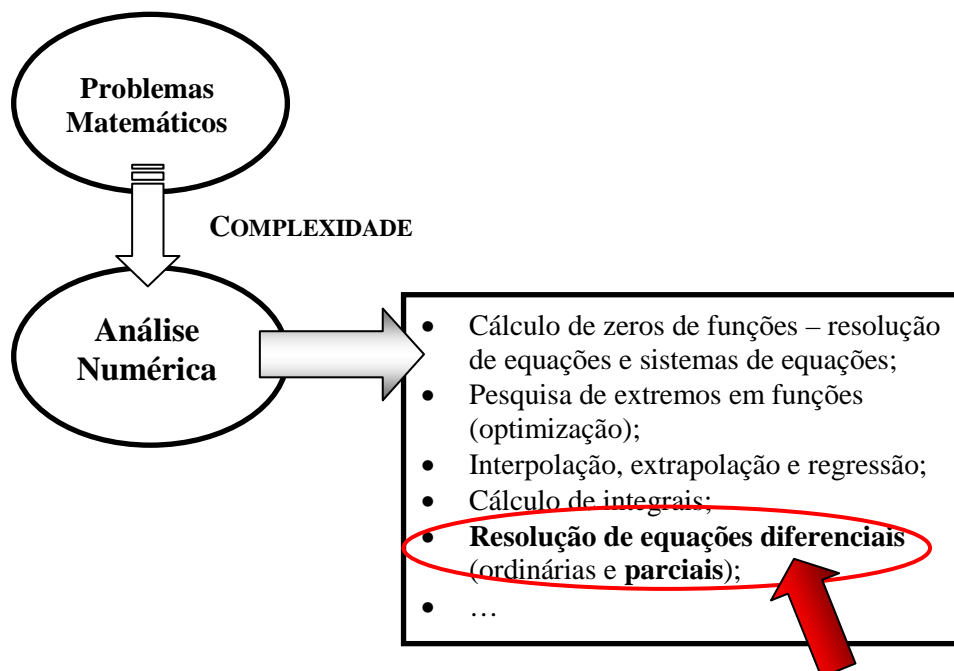 Problemas
Matemáticos
COMPLEXIDADE
Análise
Numérica
• Cálculo de zeros de funções – resolução
de equações e sistemas de equações;
• Pesquisa de extremos em funções
(optimização);
• Interpolação, extrapolação e regressão;
• Cálculo de integrais;
• Resolução de equações diferenciais
(ordinárias e parciais);
• …